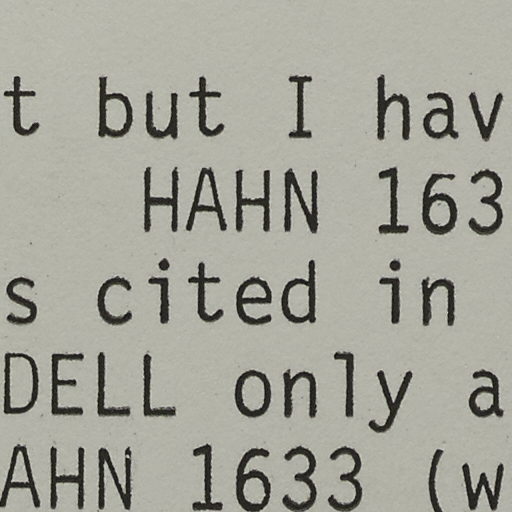 t but I hav
HAHN 163
s cited in
DELL only a
AHN 1633 (w